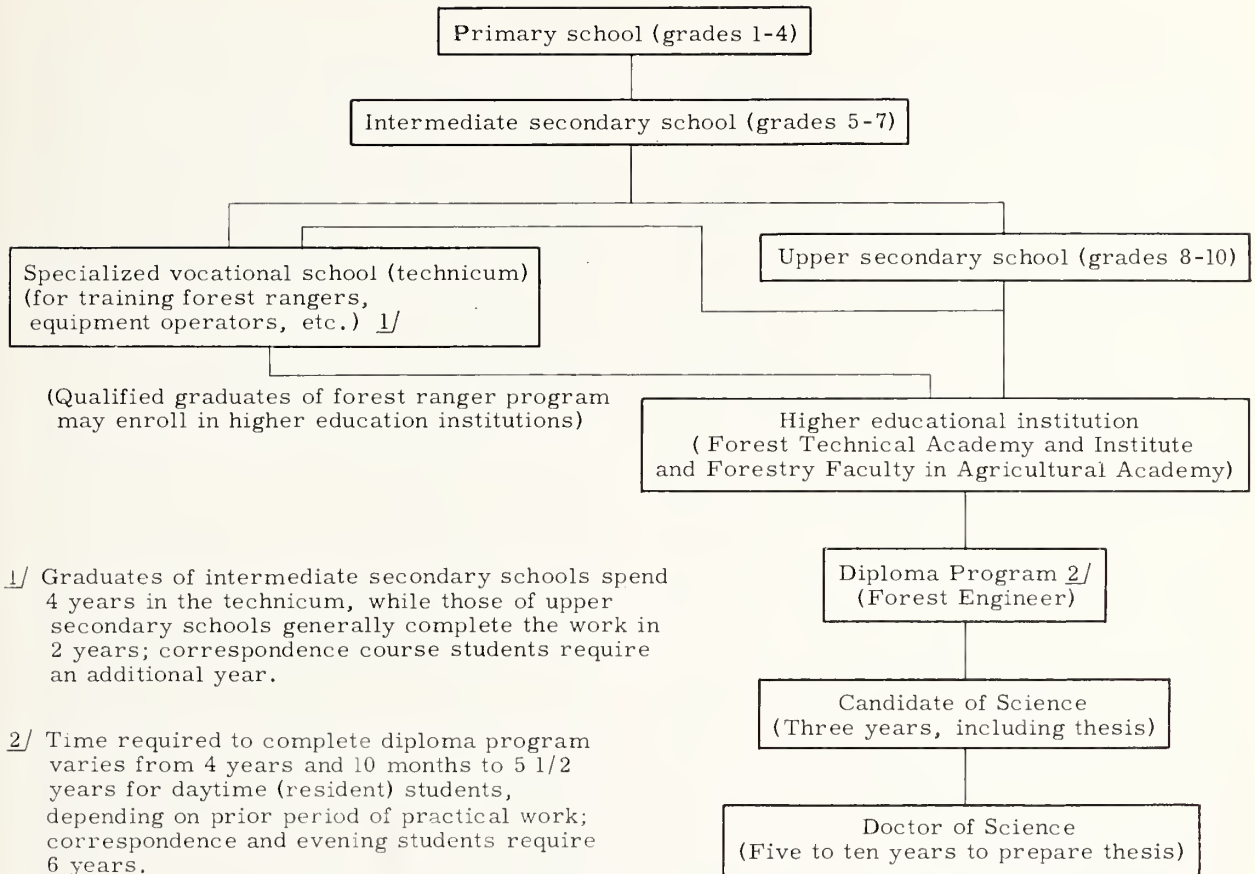 Primary school (grades 1-4)
Intermediate secondary school (grades 5-7)
Specialized vocational school (technicum)
(for training forest rangers,
equipment operators, etc.) 1/
Upper secondary school (grades 8-10)
(Qualified graduates of forest ranger program
may enroll in higher education institutions)
Higher educational institution
( Forest Technical Academy and Institute
and Forestry Faculty in Agricultural Academy)
Diploma Program 2/
(Forest Engineer)
Candidate of Science
(Three years, including thesis)
Doctor of Science
(Five to ten years to prepare thesis)
1/ Graduates of intermediate secondary schools spend
4 years in the technicum, while those of upper
secondary schools generally complete the work in
2 years; correspondence course students require
an additional year.
2/ Time required to complete diploma program
varies from 4 years and 10 months to 5 1/2
years for daytime (resident) students,
depending on prior period of practical work;
correspondence and evening students require
6 years.